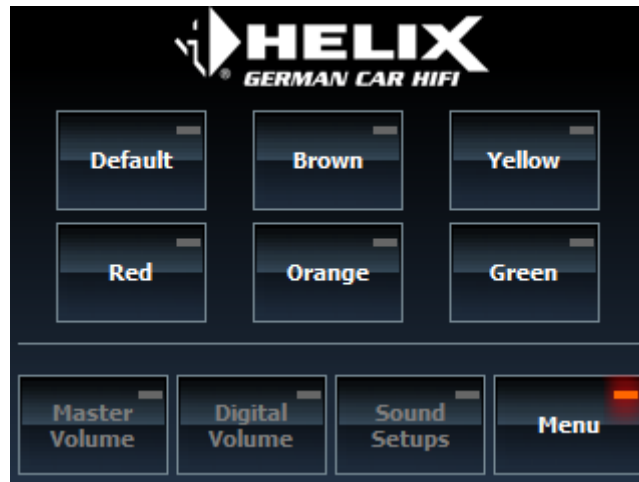 HELIX
GERMAN CAR HIFI
Default Brown Yellow
Red Orange Green
Master Volume
Digital Volume
Sound Setups
Menu